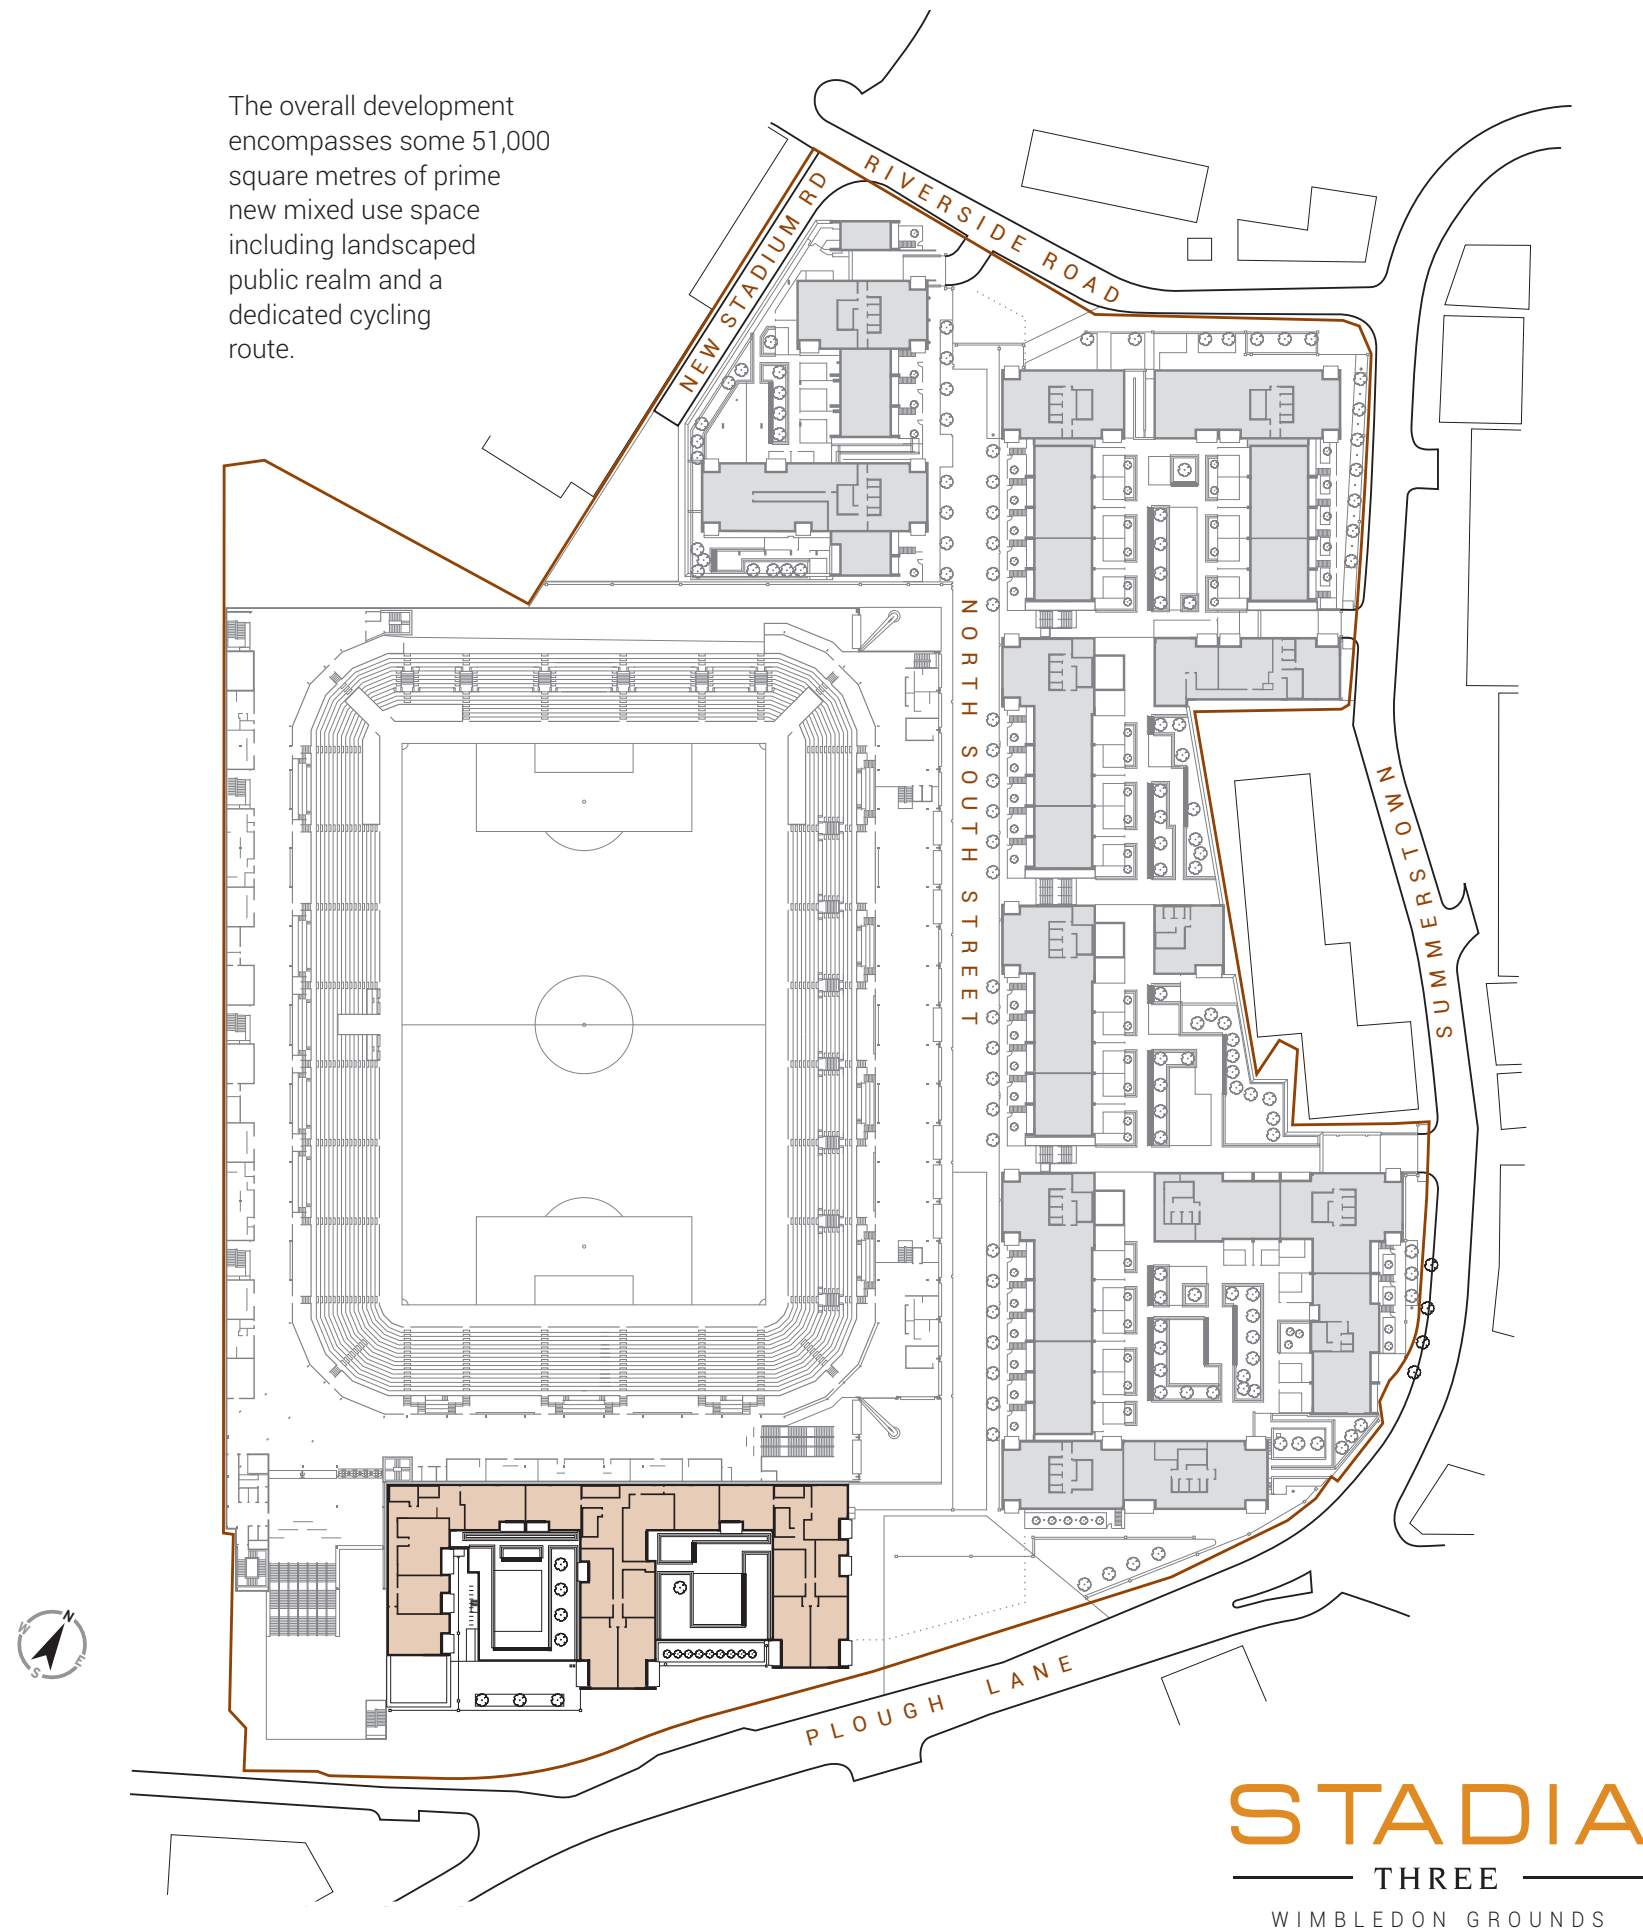 The overall development
encompasses some 51,000
square metres of prime
new mixed use space
including landscaped
public realm and a
dedicated cycling
route.
RIVERSIDE ROAD
NEW STADIUM RD
NORTH SOUTH STREET
SUMMERSTOWN
PLOUGH LANE
N
W
E
S
STADIA
THREE
WIMBLEDON GROUNDS